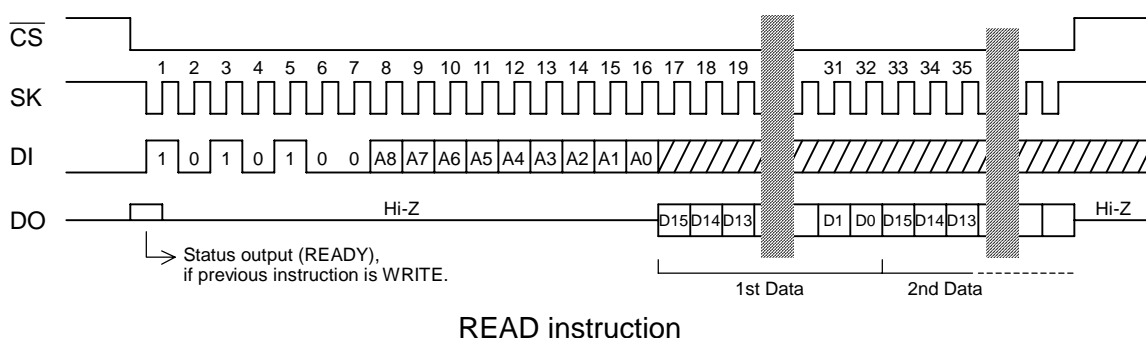 CS
1 2 3 4 5 6 7 8 9 10 11 12 13 14 15 16 17 18 19 31 32 33 34 35
SK
DI 1 0 1 0 1 0 0 A8 A7 A6 A5 A4 A3 A2 A1 A0
DO Hi-Z D15 D14 D13 D1 D0 D15 D14 D13 Hi-Z
Status output (READY),
if previous instruction is WRITE.
1st Data 2nd Data
READ instruction